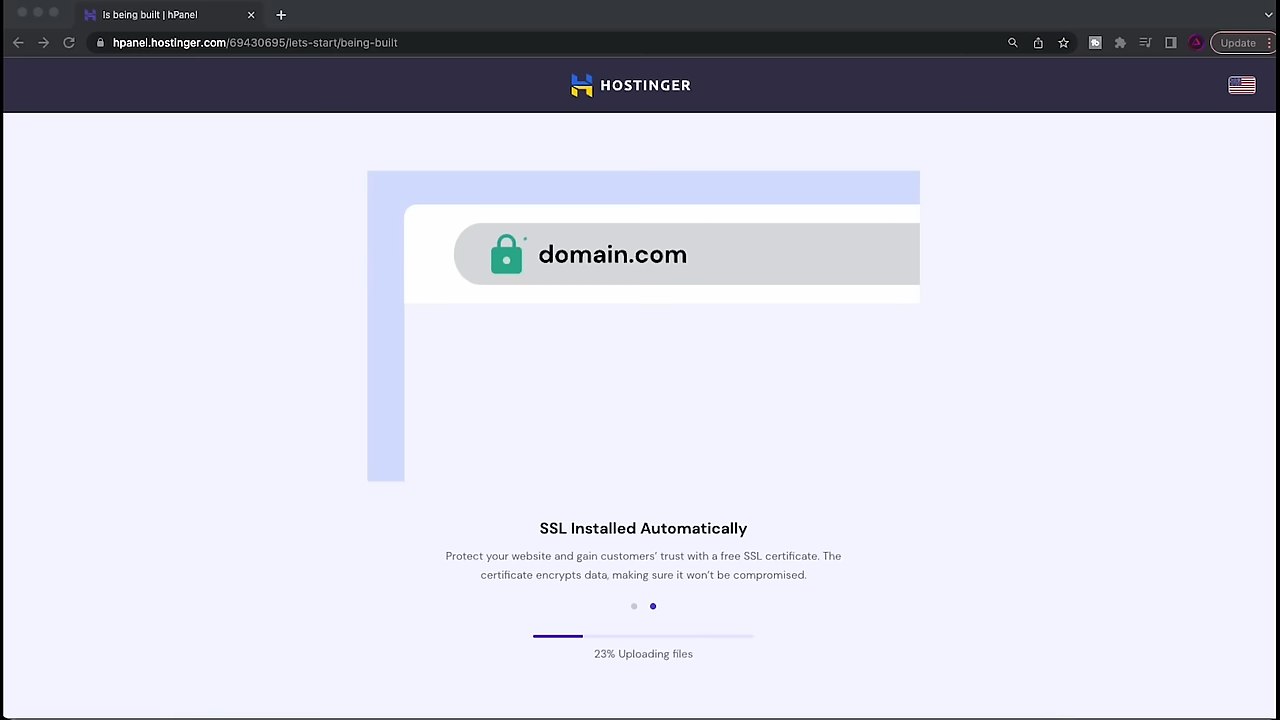 Is being built | hPanel
hpanel.hostinger.com/69430695/lets-start/being-built
Update
HOSTINGER
domain.com
SSL Installed Automatically
Protect your website and gain customers’ trust with a free SSL certificate. The
certificate encrypts data, making sure it won’t be compromised.
23% Uploading files